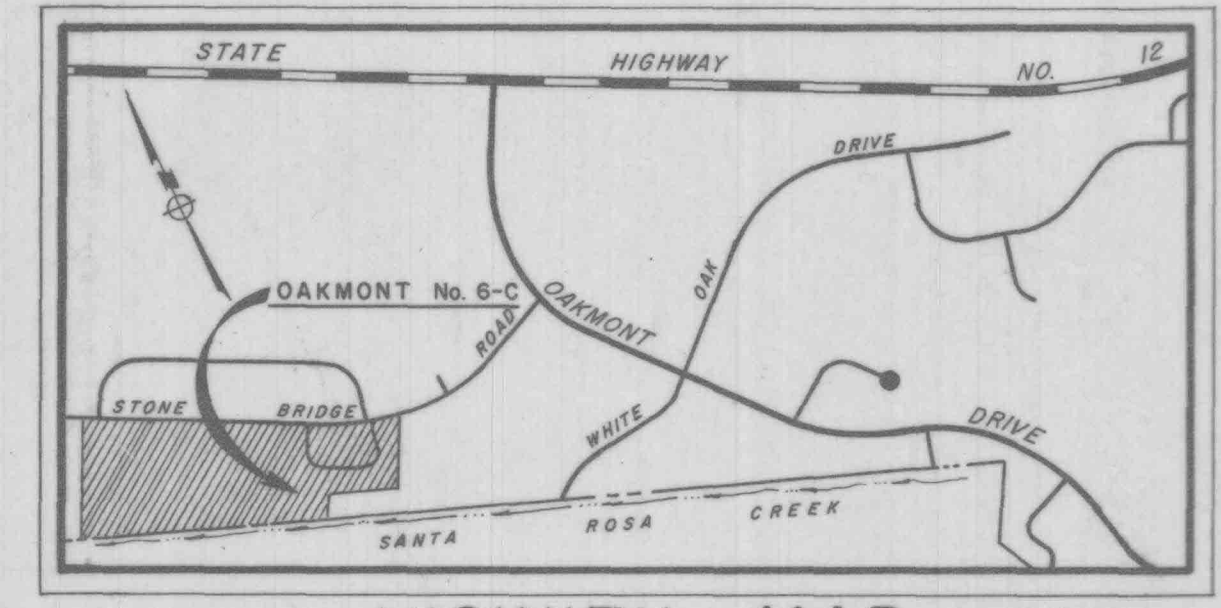 STATE HIGHWAY NO. 12
DRIVE
OAK
WHITE
OAKMONT No. 6-C
ROAD
OAKMONT
STONE BRIDGE
DRIVE
SANTA ROSA CREEK